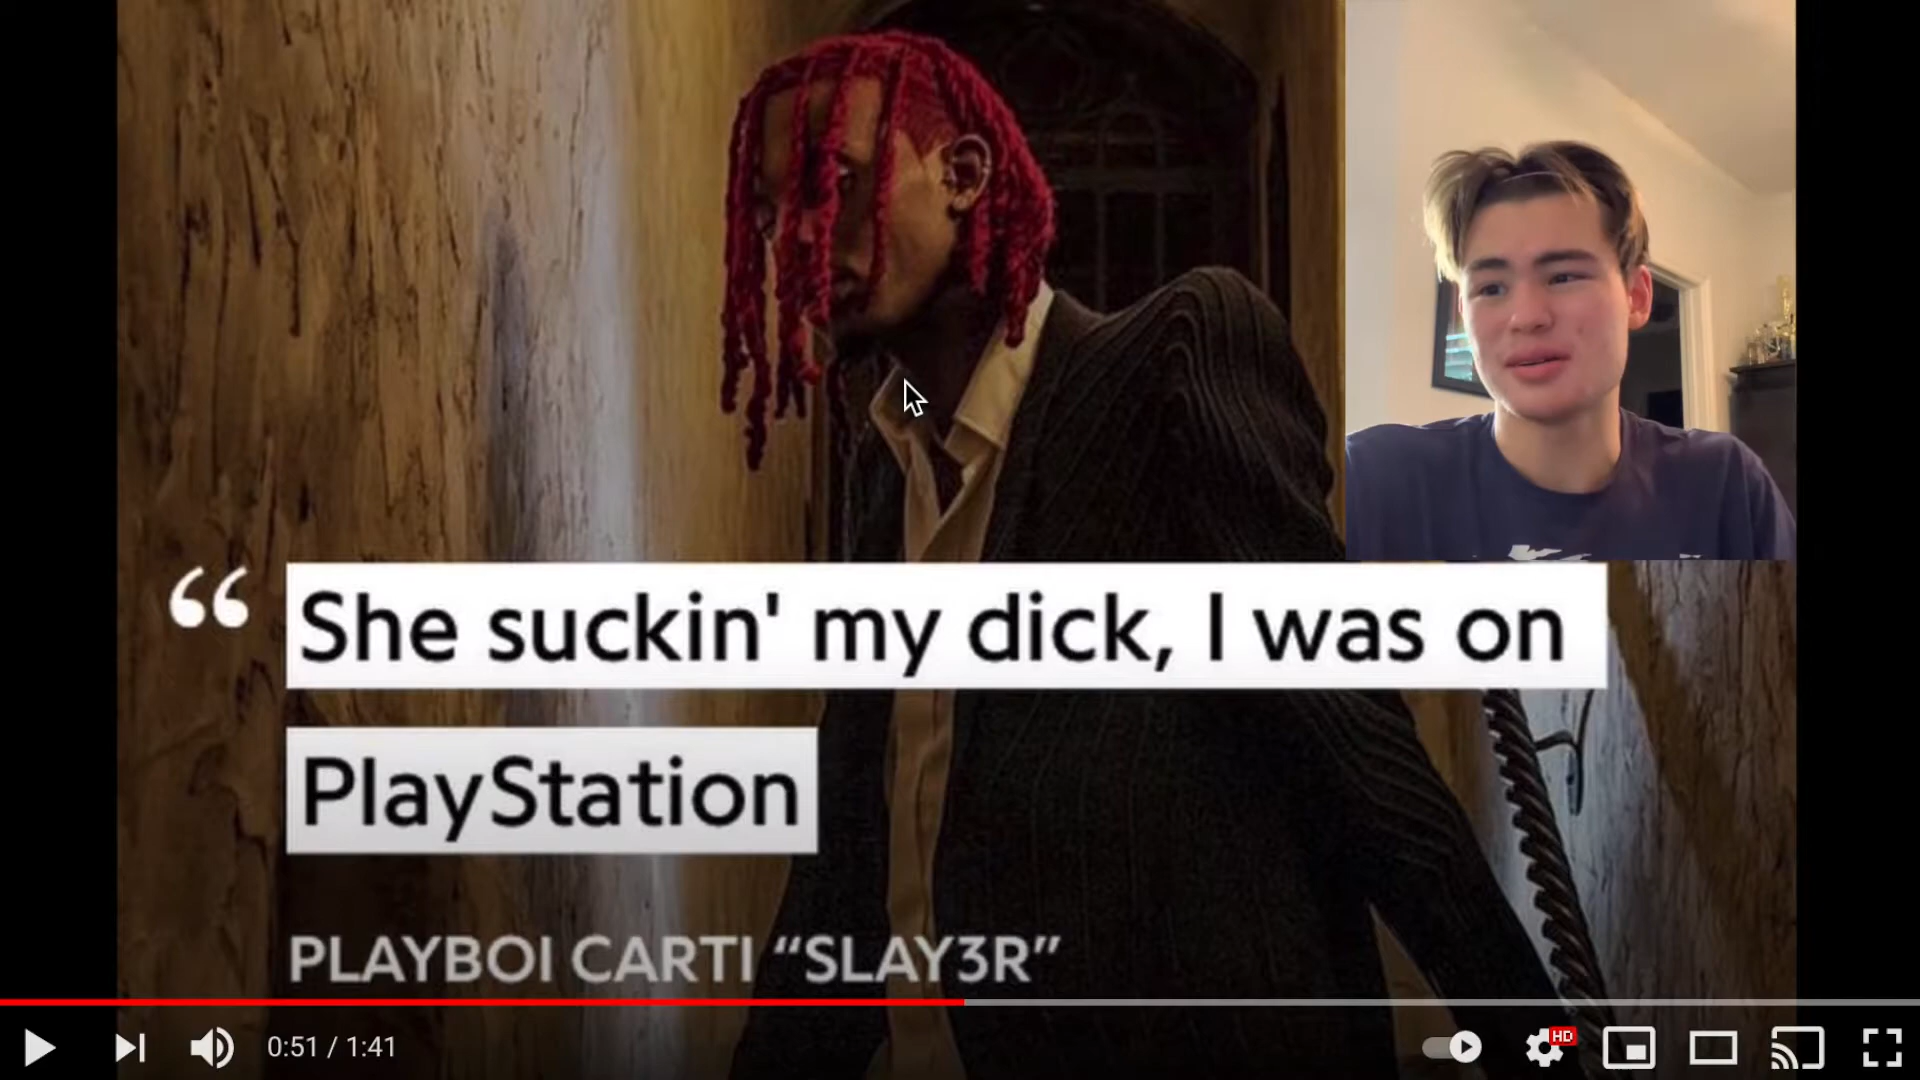 “
She suckin' my dick, I was on
PlayStation
PLAYBOI CARTI “SLAY3R”
0:51 / 1:41
HD